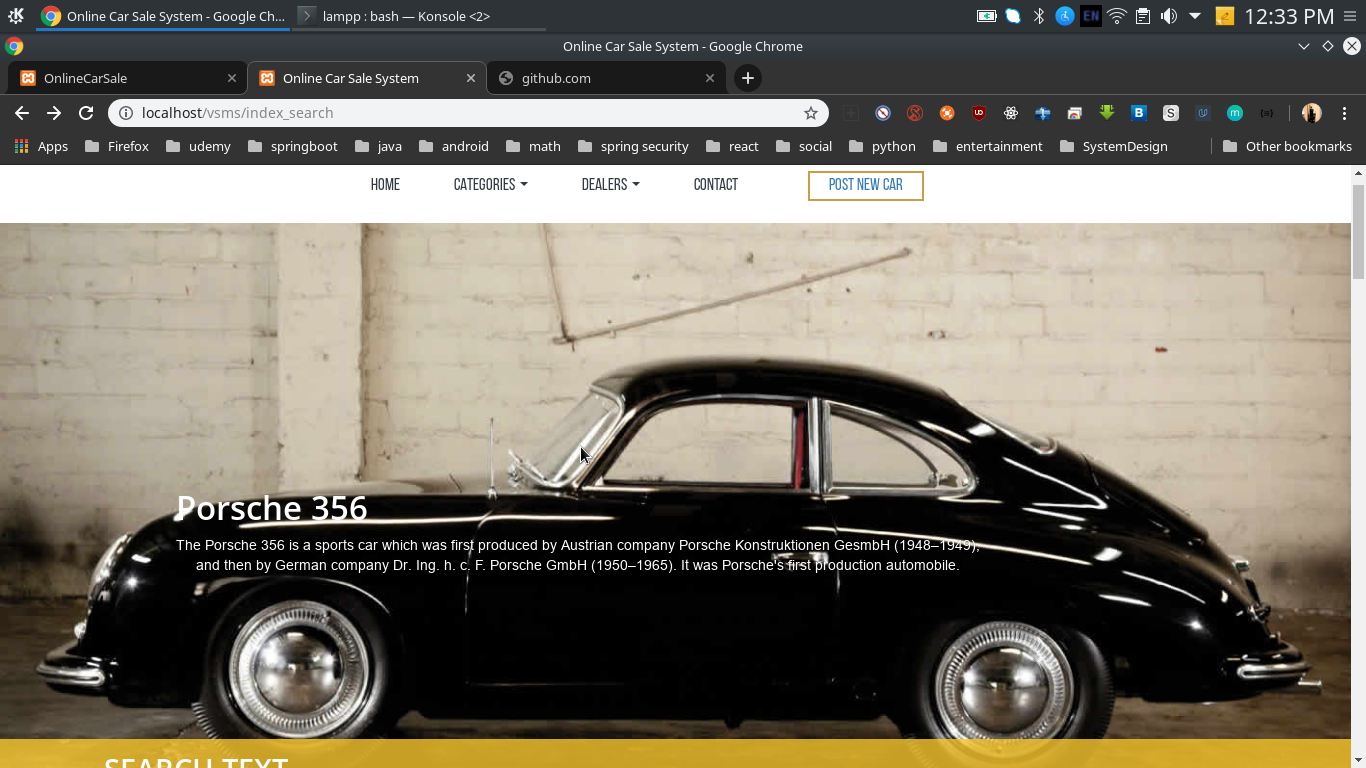 Online Car Sale System - Google Ch...
lampp : bash — Konsole <2>
EN
12:33 PM
Online Car Sale System - Google Chrome
OnlineCarSale
Online Car Sale System
github.com
localhost/vsms/index_search
Apps
Firefox
udemy
springboot
java
android
math
spring security
react
social
python
entertainment
SystemDesign
Other bookmarks
HOME
CATEGORIES
DEALERS
CONTACT
POST NEW CAR
Porsche 356
The Porsche 356 is a sports car which was first produced by Austrian company Porsche Konstruktionen GesmbH (1948–1949),
and then by German company Dr. Ing. h. c. F. Porsche GmbH (1950–1965). It was Porsche's first production automobile.
SEARCH TEXT